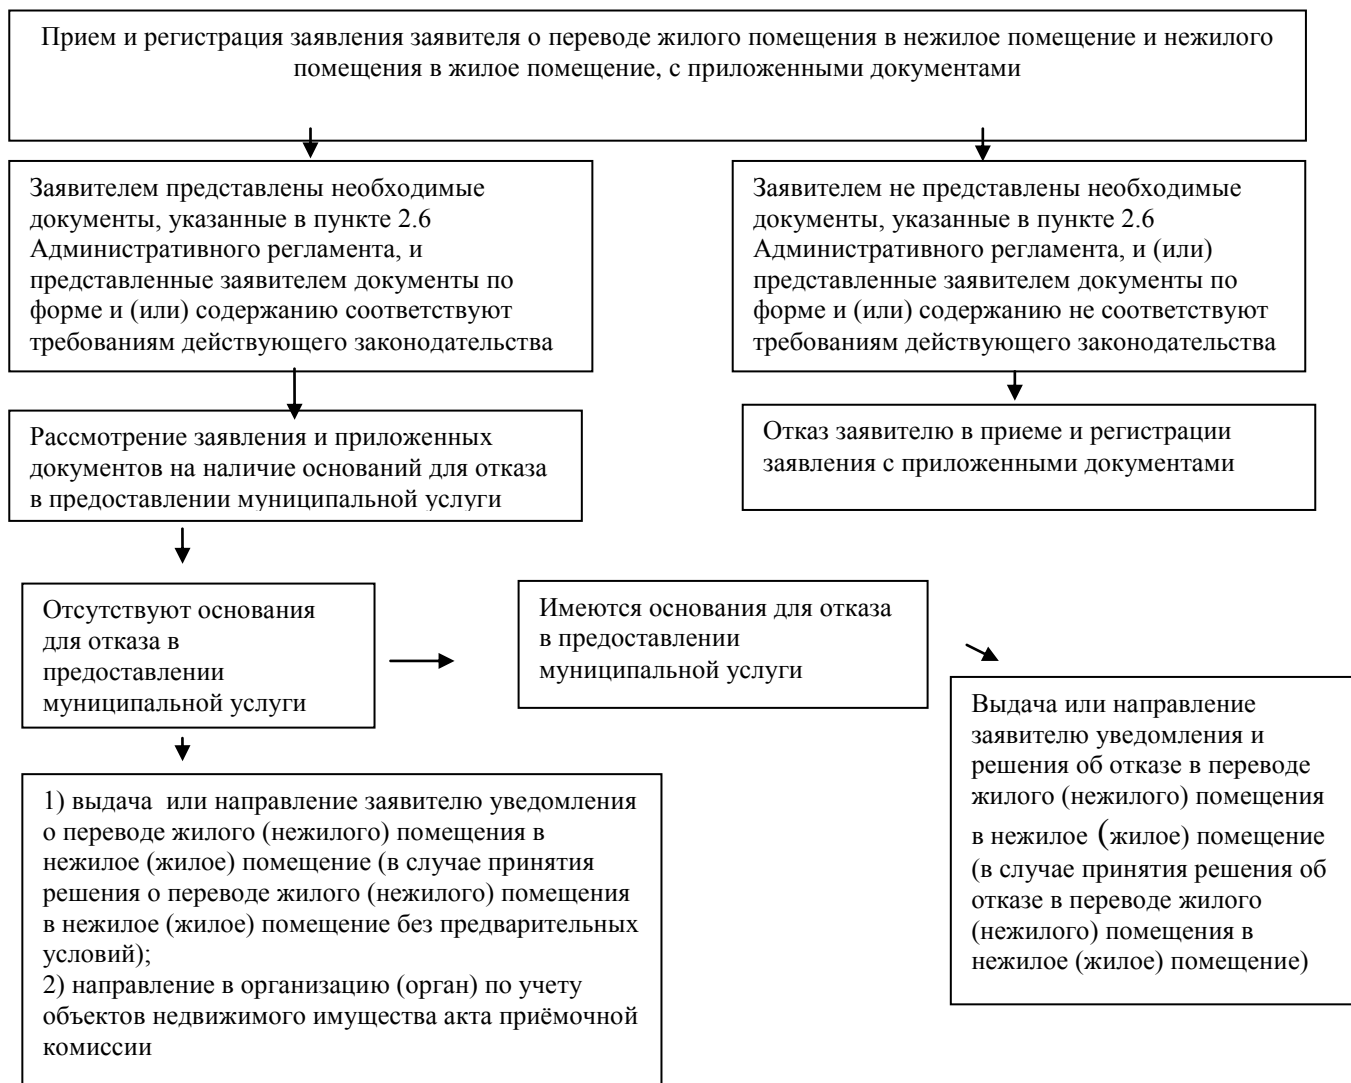 Прием и регистрация заявления заявителя о переводе жилого помещения в нежилое помещение и нежилого
помещения в жилое помещение, с приложенными документами
Заявителем представлены необходимые
документы, указанные в пункте 2.6
Административного регламента, и
представленные заявителем документы по
форме и (или) содержанию соответствуют
требованиям действующего законодательства
Заявителем не представлены необходимые
документы, указанные в пункте 2.6
Административного регламента, и (или)
представленные заявителем документы по
форме и (или) содержанию не соответствуют
требованиям действующего законодательства
Рассмотрение заявления и приложенных
документов на наличие оснований для отказа
в предоставлении муниципальной услуги
Отказ заявителю в приеме и регистрации
заявления с приложенными документами
Отсутствуют основания
для отказа в
предоставлении
муниципальной услуги
Имеются основания для отказа
в предоставлении
муниципальной услуги
Выдача или направление
заявителю уведомления и
решения об отказе в переводе
жилого (нежилого) помещения
в нежилое (жилое) помещение
(в случае принятия решения об
отказе в переводе жилого
(нежилого) помещения в
нежилое (жилое) помещение)
1) выдача  или направление заявителю уведомления
о переводе жилого (нежилого) помещения в
нежилое (жилое) помещение (в случае принятия
решения о переводе жилого (нежилого) помещения
в нежилое (жилое) помещение без предварительных
условий);
2) направление в организацию (орган) по учету
объектов недвижимого имущества акта приёмочной
комиссии